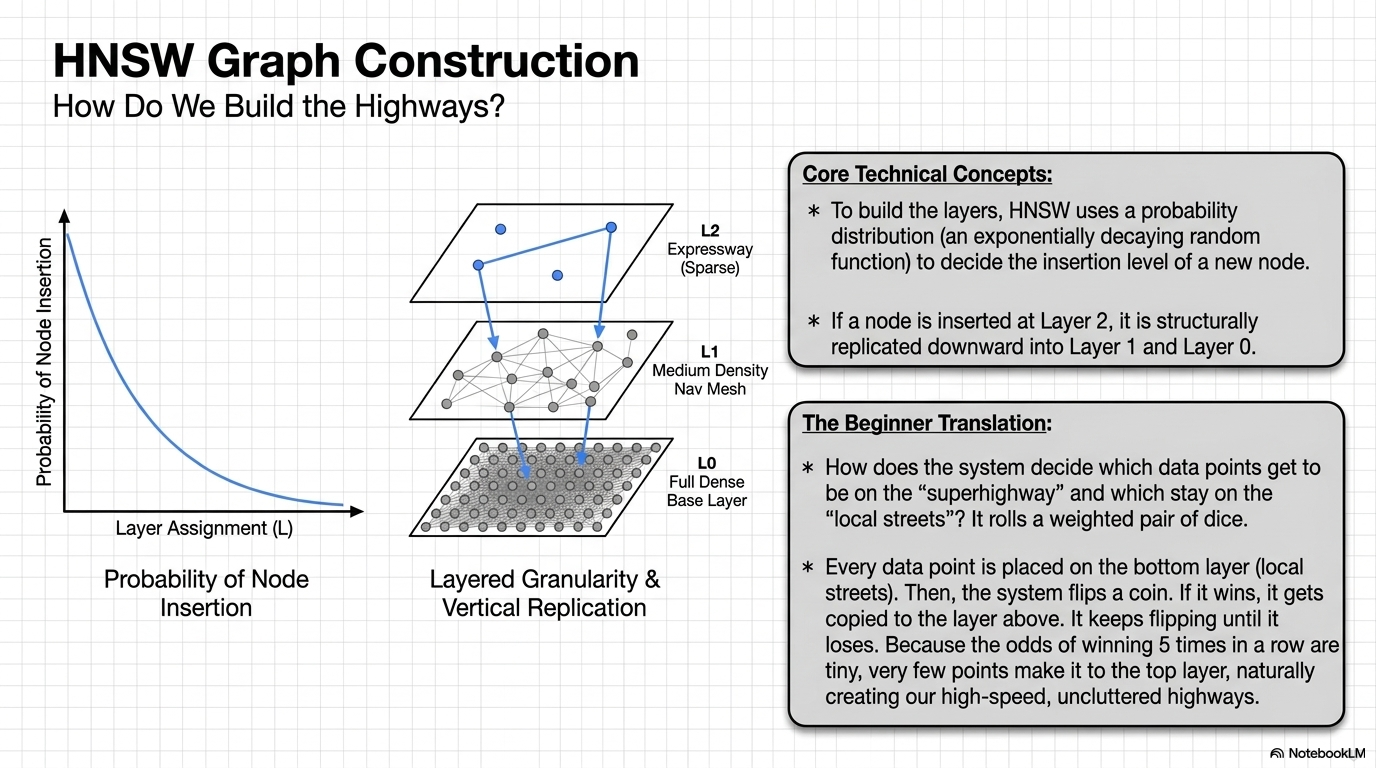 HNSW Graph Construction
How Do We Build the Highways?
Probability of Node Insertion
Layer Assignment (L)
Probability of Node
Insertion
L2
Expressway
(Sparse)
L1
Medium Density
Nav Mesh
L0
Full Dense
Base Layer
Layered Granularity &
Vertical Replication
Core Technical Concepts:
* To build the layers, HNSW uses a probability
distribution (an exponentially decaying random
function) to decide the insertion level of a new node.
* If a node is inserted at Layer 2, it is structurally
replicated downward into Layer 1 and Layer 0.
The Beginner Translation:
* How does the system decide which data points get to
be on the “superhighway” and which stay on the
“local streets”? It rolls a weighted pair of dice.
* Every data point is placed on the bottom layer (local
streets). Then, the system flips a coin. If it wins, it gets
copied to the layer above. It keeps flipping until it
loses. Because the odds of winning 5 times in a row are
tiny, very few points make it to the top layer, naturally
creating our high-speed, uncluttered highways.
NotebookLM